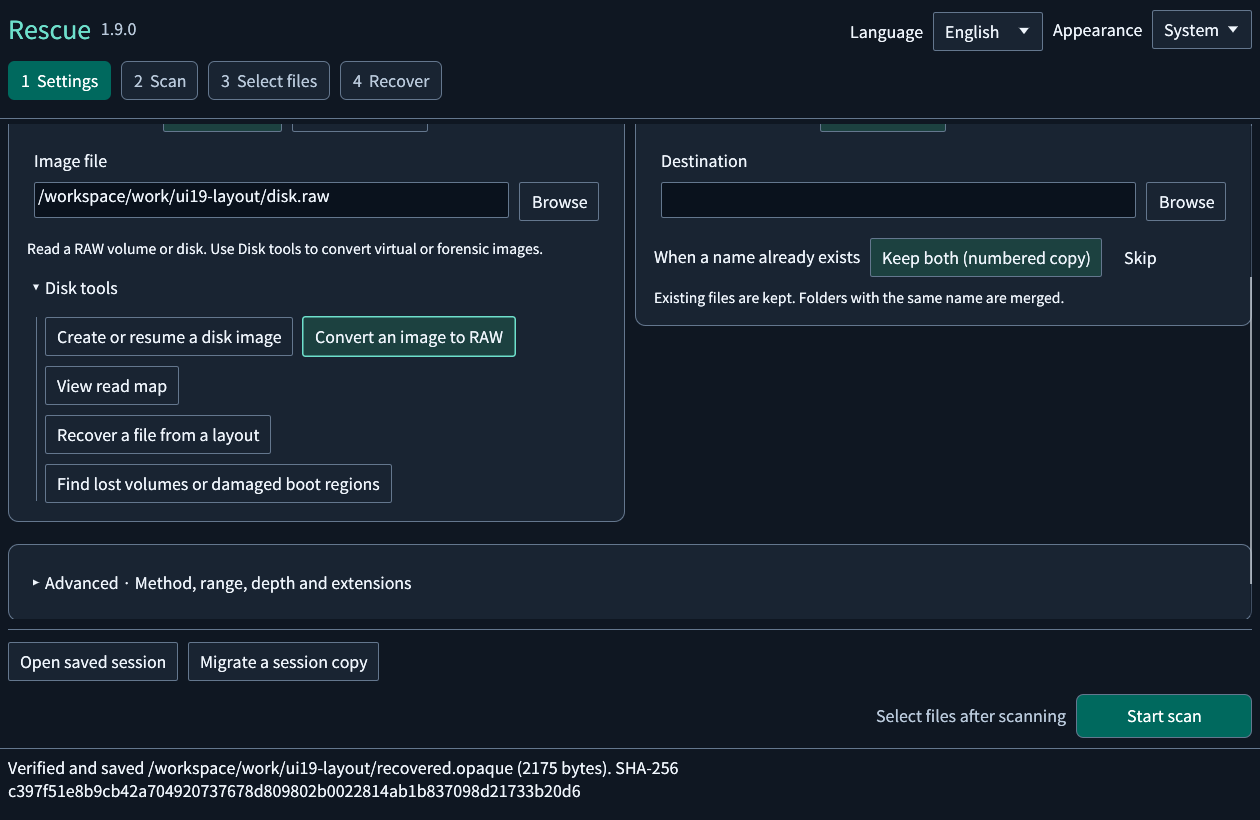 Rescue 1.9.0
Language English Appearance System
1 Settings 2 Scan 3 Select files 4 Recover
Image file
/workspace/work/ui19-layout/disk.raw Browse
Read a RAW volume or disk. Use Disk tools to convert virtual or forensic images.
Disk tools
Create or resume a disk image Convert an image to RAW
View read map
Recover a file from a layout
Find lost volumes or damaged boot regions
Destination
Browse
When a name already exists Keep both (numbered copy) Skip
Existing files are kept. Folders with the same name are merged.
Advanced · Method, range, depth and extensions
Open saved session Migrate a session copy
Select files after scanning Start scan
Verified and saved /workspace/work/ui19-layout/recovered.opaque (2175 bytes). SHA-256
c397f51e8b9cb42a704920737678d809802b0022814ab1b837098d21733b20d6